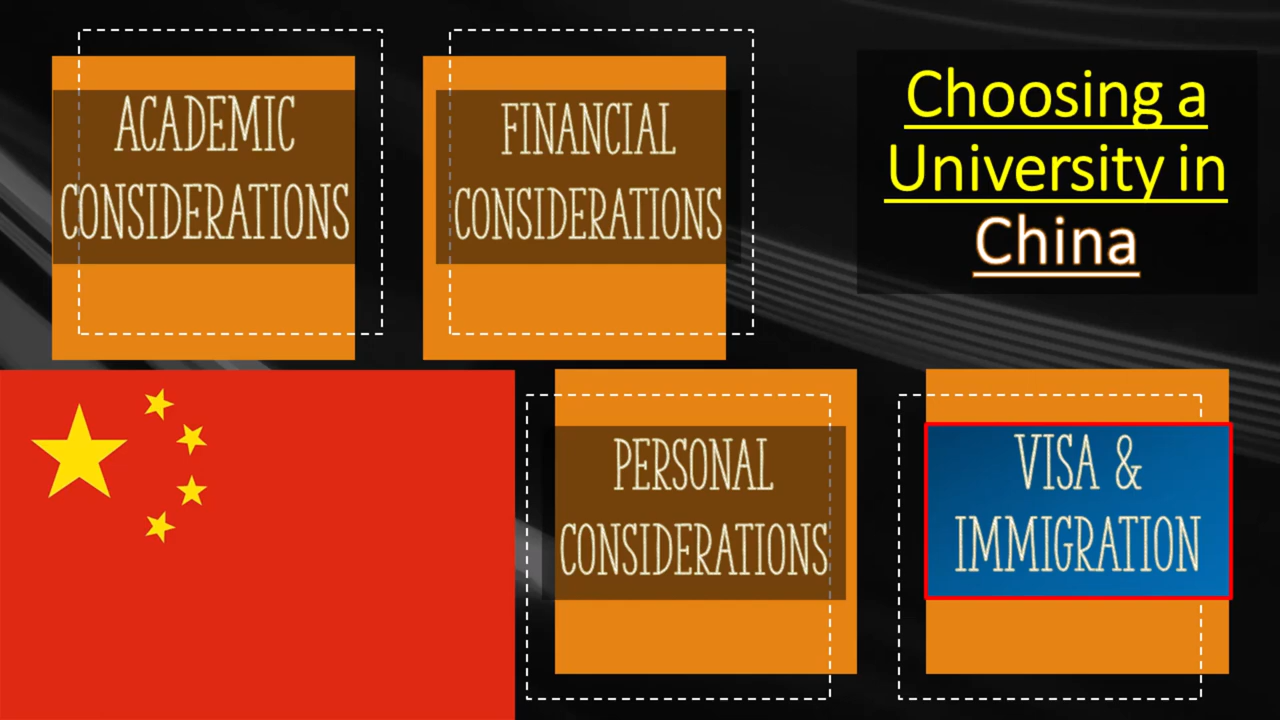 ACADEMIC
CONSIDERATIONS
FINANCIAL
CONSIDERATIONS
Choosing a
University in
China
PERSONAL
CONSIDERATIONS
VISA &
IMMIGRATION